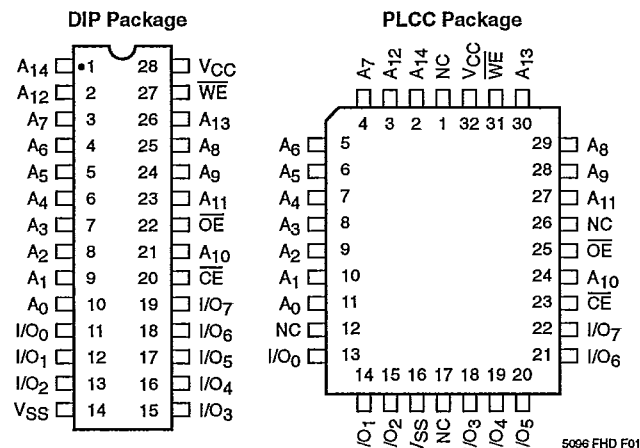 DIP Package
A14 1 28 VCC
A12 2 27 W̅E̅
A7 3 26 A13
A6 4 25 A8
A5 5 24 A9
A4 6 23 A11
A3 7 22 O̅E̅
A2 8 21 A10
A1 9 20 C̅E̅
A0 10 19 I/O7
I/O0 11 18 I/O6
I/O1 12 17 I/O5
I/O2 13 16 I/O4
VSS 14 15 I/O3
PLCC Package
A7 A12 A14 NC VCC W̅E̅ A13
4 3 2 1 32 31 30
A6 5 29 A8
A5 6 28 A9
A4 7 27 A11
A3 8 26 NC
A2 9 25 O̅E̅
A1 10 24 A10
A0 11 23 C̅E̅
NC 12 22 I/O7
I/O0 13 21 I/O6
14 15 16 17 18 19 20
I/O1 I/O2 VSS NC I/O3 I/O4 I/O5
5096 FHD F01